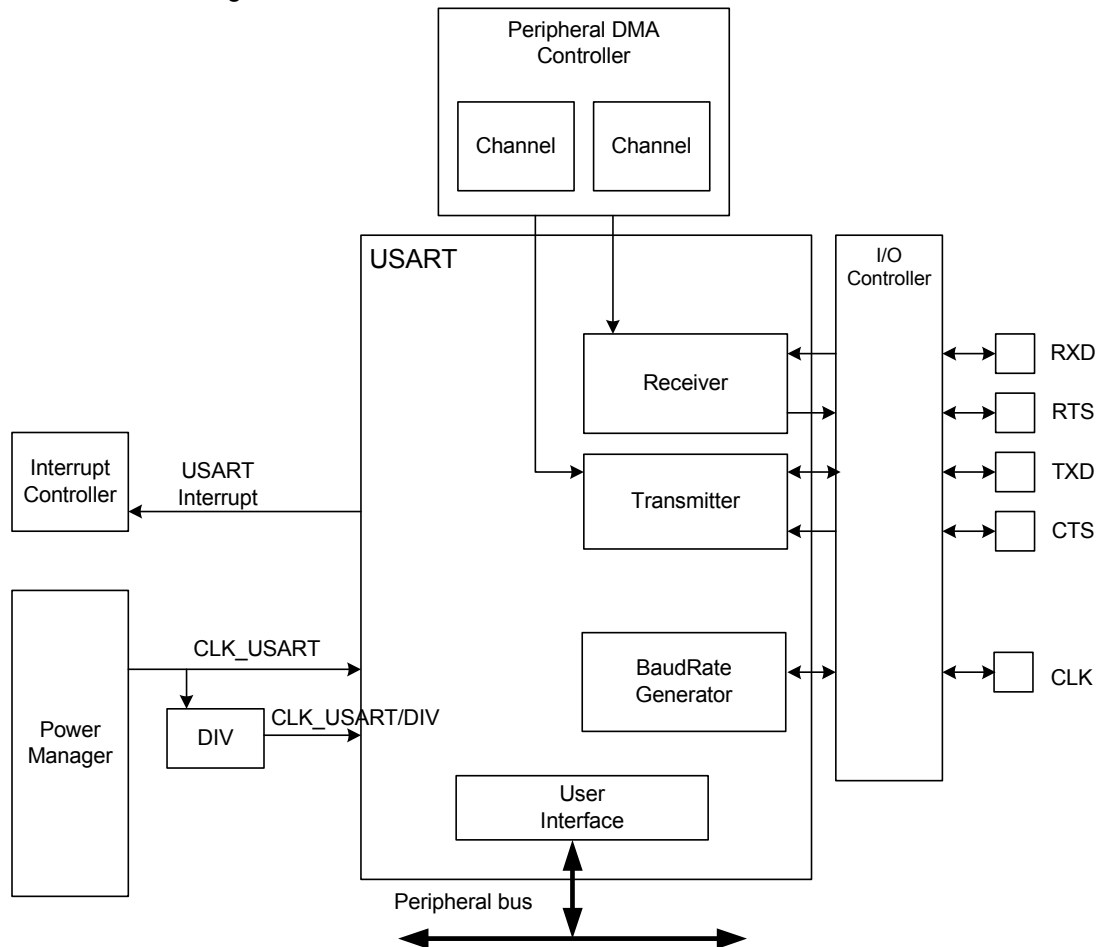 Peripheral DMA
Controller
Channel
Channel
USART
I/O
Controller
Receiver
RXD
RTS
Interrupt
Controller
USART
Interrupt
Transmitter
TXD
CTS
CLK_USART
BaudRate
Generator
CLK
Power
Manager
DIV
CLK_USART/DIV
User
Interface
Peripheral bus